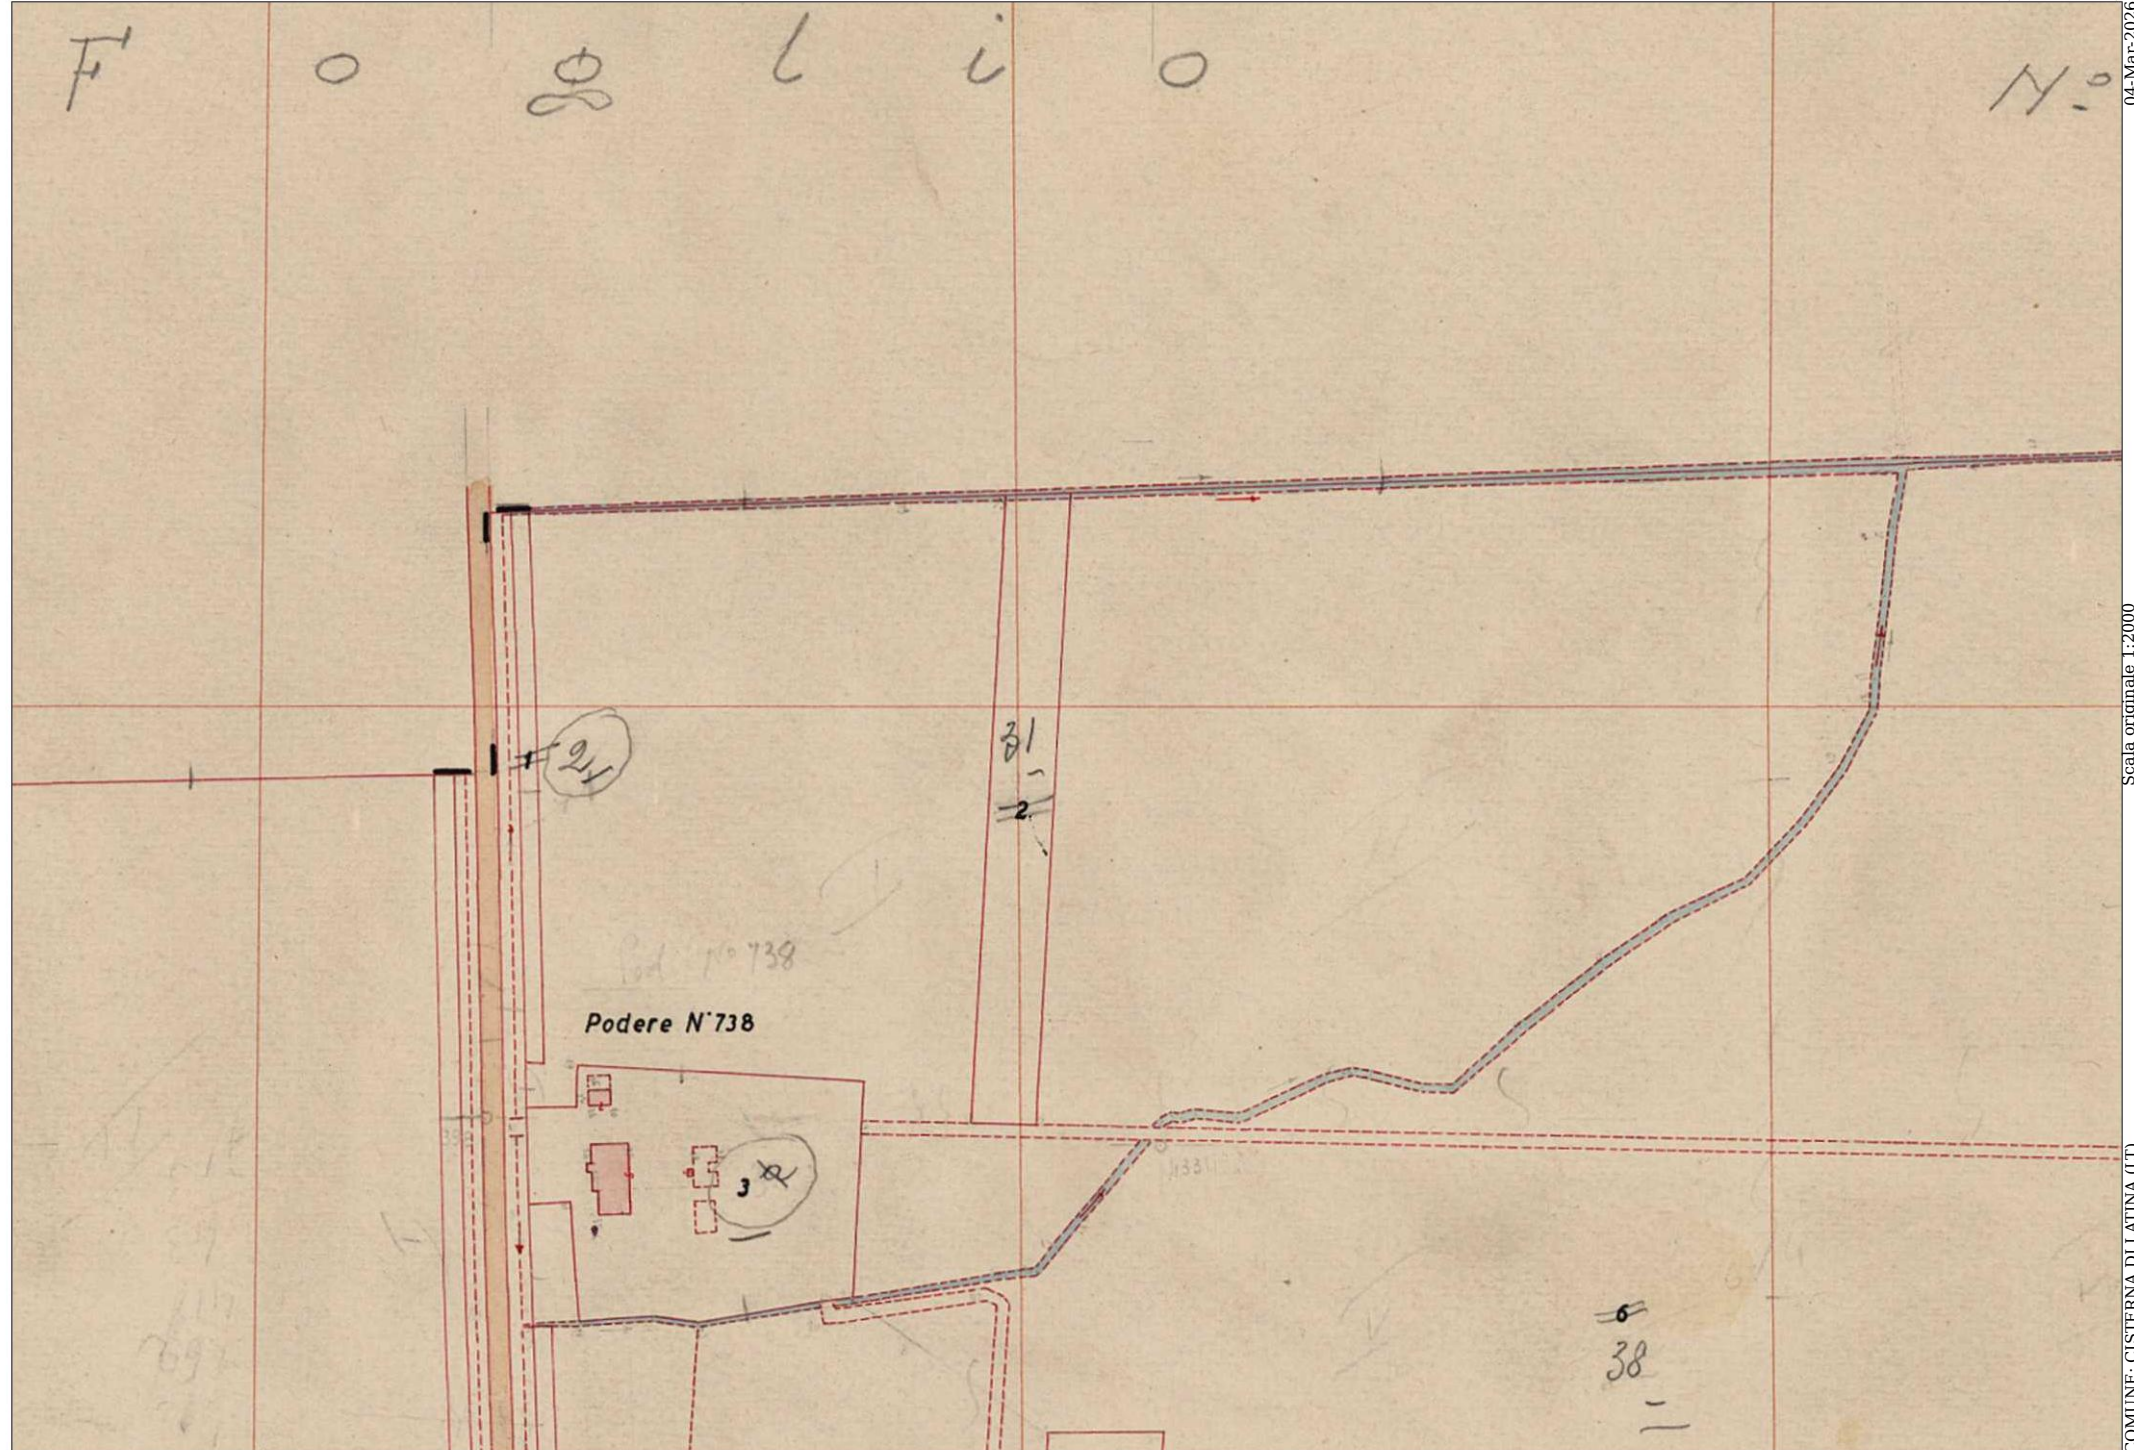 F o g l i o N.º
04-Mar-2026
31
1
2
2
Scala originale 1:2000
Pod. Nº 738
Podere N°738
3
6
38
COMUNE: CISTERNA DI LATINA (LT)